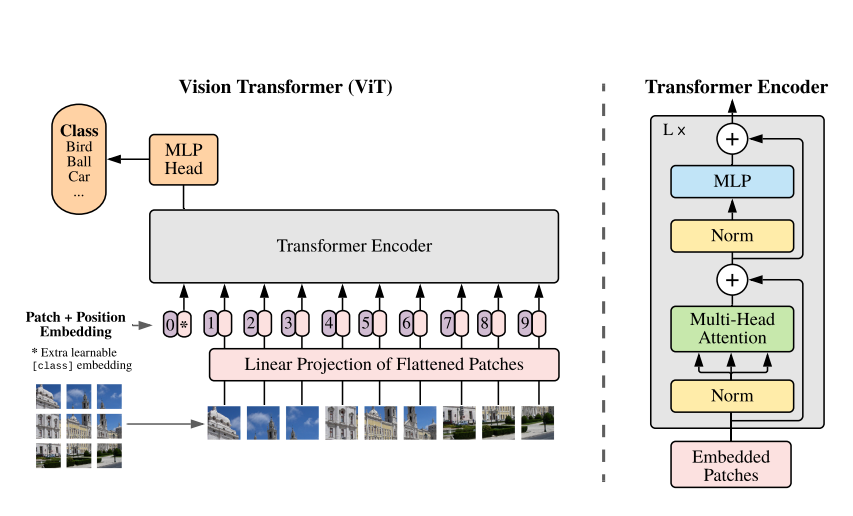 Vision Transformer (ViT)
Class
Bird
Ball
Car
...
MLP
Head
Transformer Encoder
Patch + Position
Embedding
0 * 1 2 3 4 5 6 7 8 9
* Extra learnable
[class] embedding
Linear Projection of Flattened Patches
Transformer Encoder
L x
+
MLP
Norm
+
Multi-Head
Attention
Norm
Embedded
Patches